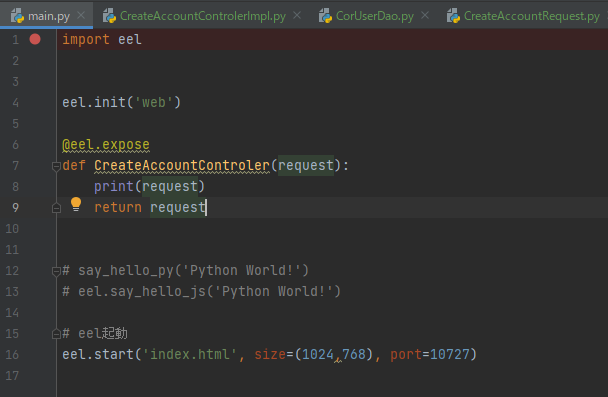 main.py CreateAccountControlerImpl.py CorUserDao.py CreateAccountRequest.py
1 import eel
2
3
4 eel.init('web')
5
6 @eel.expose
7 def CreateAccountControler(request):
8 print(request)
9 return request
10
11
12 # say_hello_py('Python World!')
13 # eel.say_hello_js('Python World!')
14
15 # eel起動
16 eel.start('index.html', size=(1024,768), port=10727)
17